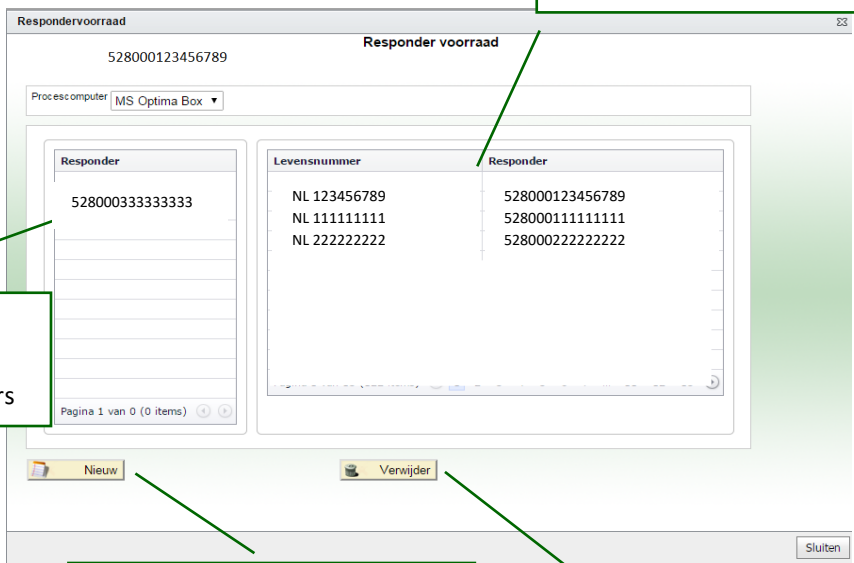 Respondervoorraad
Responder voorraad
528000123456789
Procescomputer MS Optima Box
Responder
528000333333333
Pagina 1 van 0 (0 items)
Levensnummer Responder
NL 123456789 528000123456789
NL 111111111 528000111111111
NL 222222222 528000222222222
rs
Nieuw
Verwijder
Sluiten